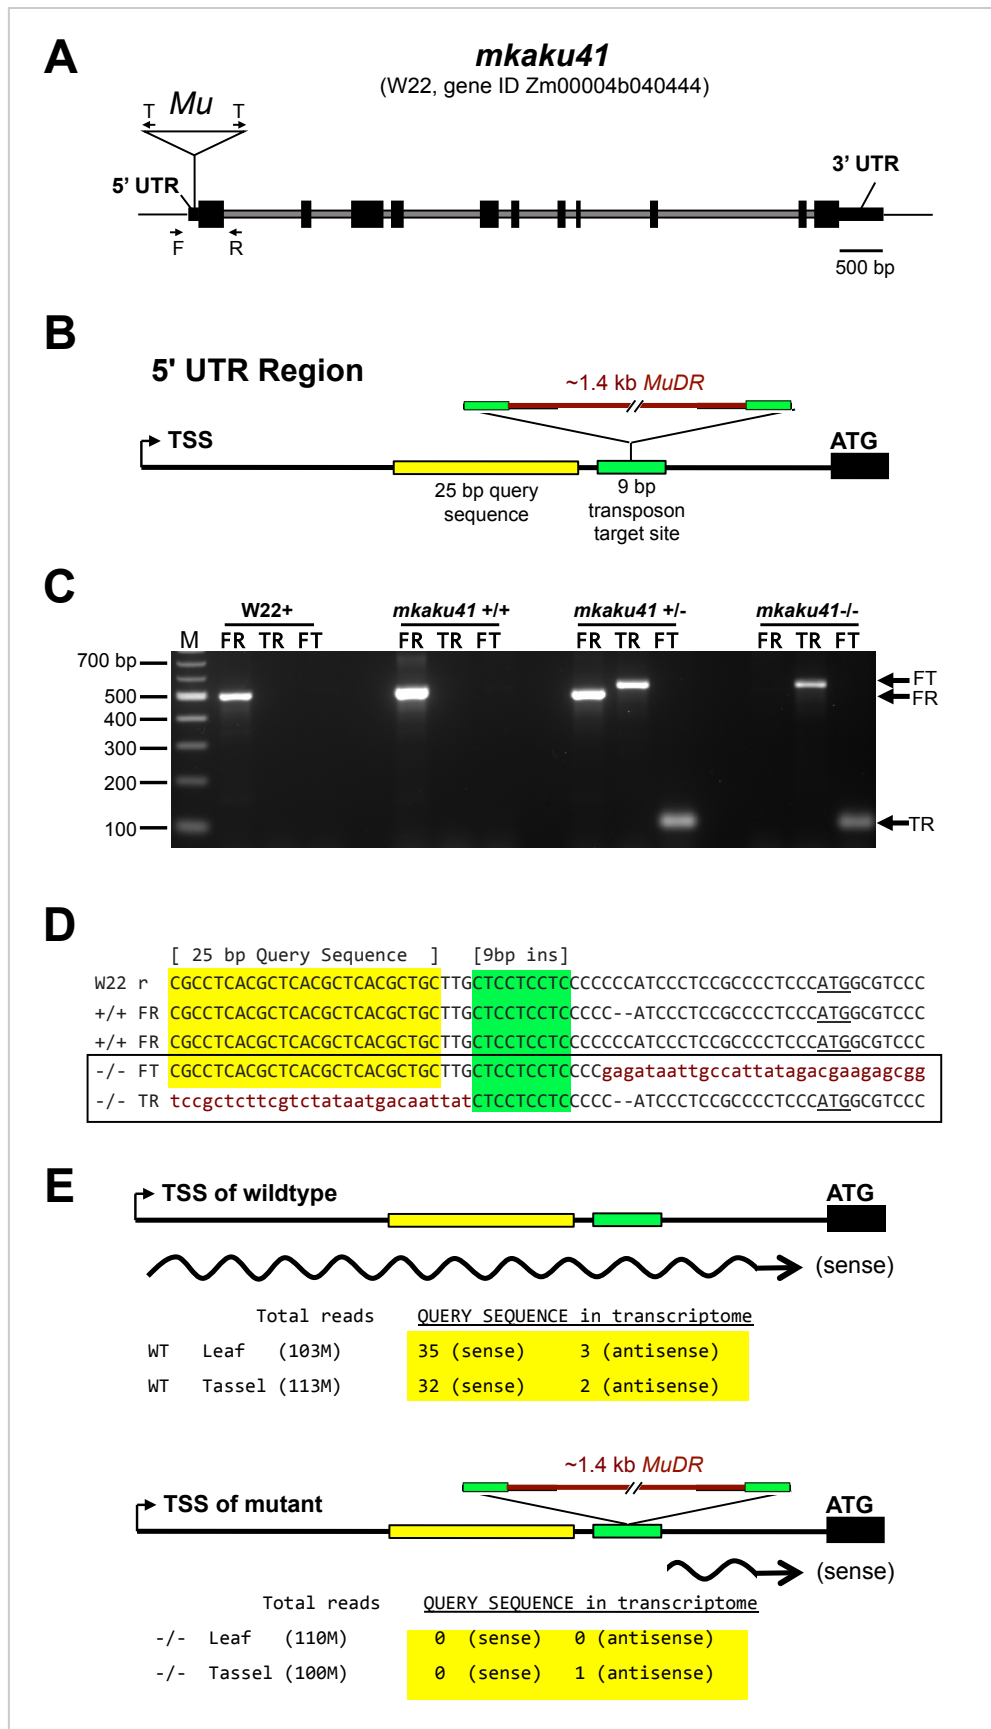 A
mkaku41
(W22, gene ID Zm00004b040444)
T Mu T
5' UTR
3' UTR
F R
500 bp
B
5' UTR Region
~1.4 kb MuDR
TSS
ATG
25 bp query
sequence
9 bp
transposon
target site
C
W22+ mkaku41 +/+ mkaku41 +/- mkaku41-/-
M FR TR FT FR TR FT FR TR FT FR TR FT
700 bp
500
400
300
200
100
FT
FR
TR
D
[ 25 bp Query Sequence ] [9bp ins]
W22 r CGCCTCACGCTCACGCTCACGCTGCTTGCTCCTCCTCCCCCCCATCCCTCCGCCCCTCCCATGGCGTCCC
+/+ FR CGCCTCACGCTCACGCTCACGCTGCTTGCTCCTCCTCCCCC--ATCCCTCCGCCCCTCCCATGGCGTCCC
+/+ FR CGCCTCACGCTCACGCTCACGCTGCTTGCTCCTCCTCCCCC--ATCCCTCCGCCCCTCCCATGGCGTCCC
-/- FT CGCCTCACGCTCACGCTCACGCTGCTTGCTCCTCCTCCCCgagataattgccattatagacgaagagcgg
-/- TR tccgctcttcgtctataatgacaattatCTCCTCCTCCCCC--ATCCCTCCGCCCCTCCCATGGCGTCCC
E
TSS of wildtype
ATG
(sense)
Total reads QUERY SEQUENCE in transcriptome
WT Leaf (103M) 35 (sense) 3 (antisense)
WT Tassel (113M) 32 (sense) 2 (antisense)
~1.4 kb MuDR
TSS of mutant
ATG
(sense)
Total reads QUERY SEQUENCE in transcriptome
-/- Leaf (110M) 0 (sense) 0 (antisense)
-/- Tassel (100M) 0 (sense) 1 (antisense)